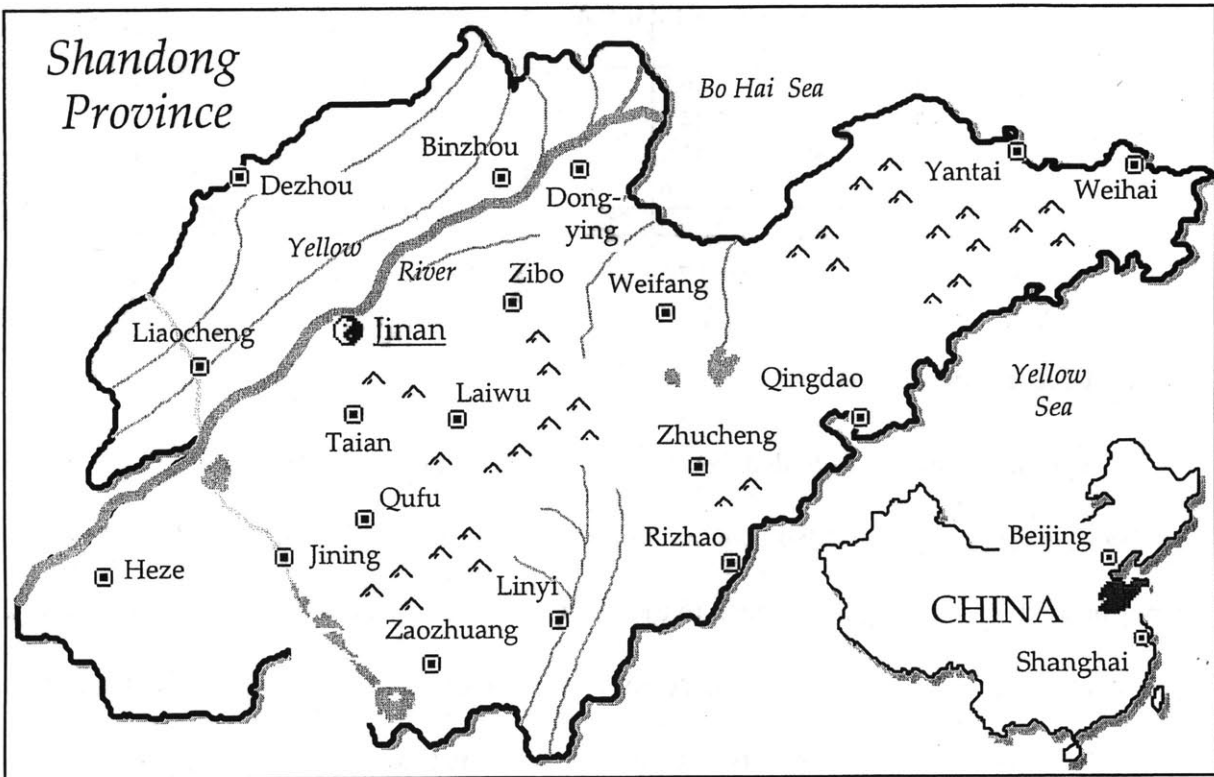 Shandong
Province
Bo Hai Sea
Binzhou
Yantai
Weihai
Dezhou
Dong-
ying
Yellow
River
Zibo
Weifang
Liaocheng
Jinan
Qingdao
Yellow
Sea
Laiwu
Taian
Zhucheng
Qufu
Rizhao
Beijing
Jining
Heze
Linyi
CHINA
Zaozhuang
Shanghai